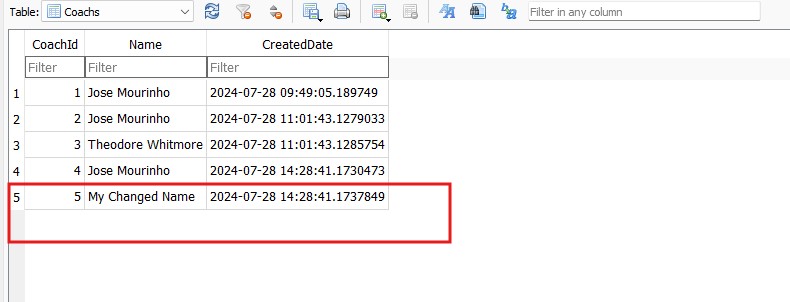 Table: Coachs Filter in any column
CoachId Name CreatedDate
Filter Filter Filter
1 1 Jose Mourinho 2024-07-28 09:49:05.189749
2 2 Jose Mourinho 2024-07-28 11:01:43.1279033
3 3 Theodore Whitmore 2024-07-28 11:01:43.1285754
4 4 Jose Mourinho 2024-07-28 14:28:41.1730473
5 5 My Changed Name 2024-07-28 14:28:41.1737849